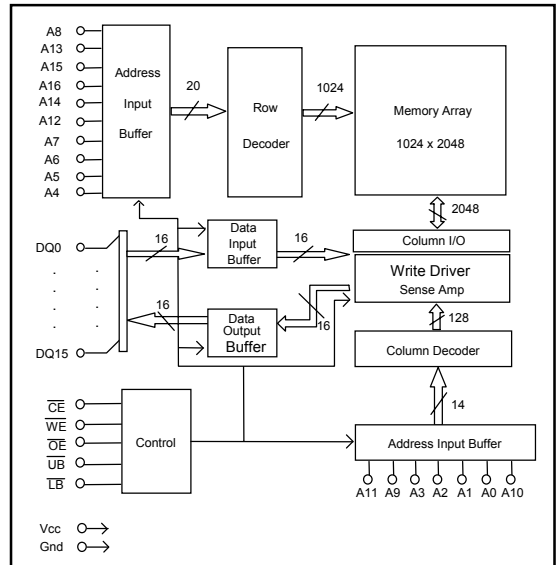 A8
A13
A15
A16
A14
A12
A7
A6
A5
A4
Address
Input
Buffer
20
Row
Decoder
1024
Memory Array
1024 x 2048
2048
DQ0
DQ15
16
Data
Input
Buffer
16
Column I/O
Write Driver
Sense Amp
16
Data
Output
Buffer
16
128
Column Decoder
14
CE
WE
OE
UB
LB
Control
Address Input Buffer
A11 A9 A3 A2 A1 A0 A10
Vcc
Gnd